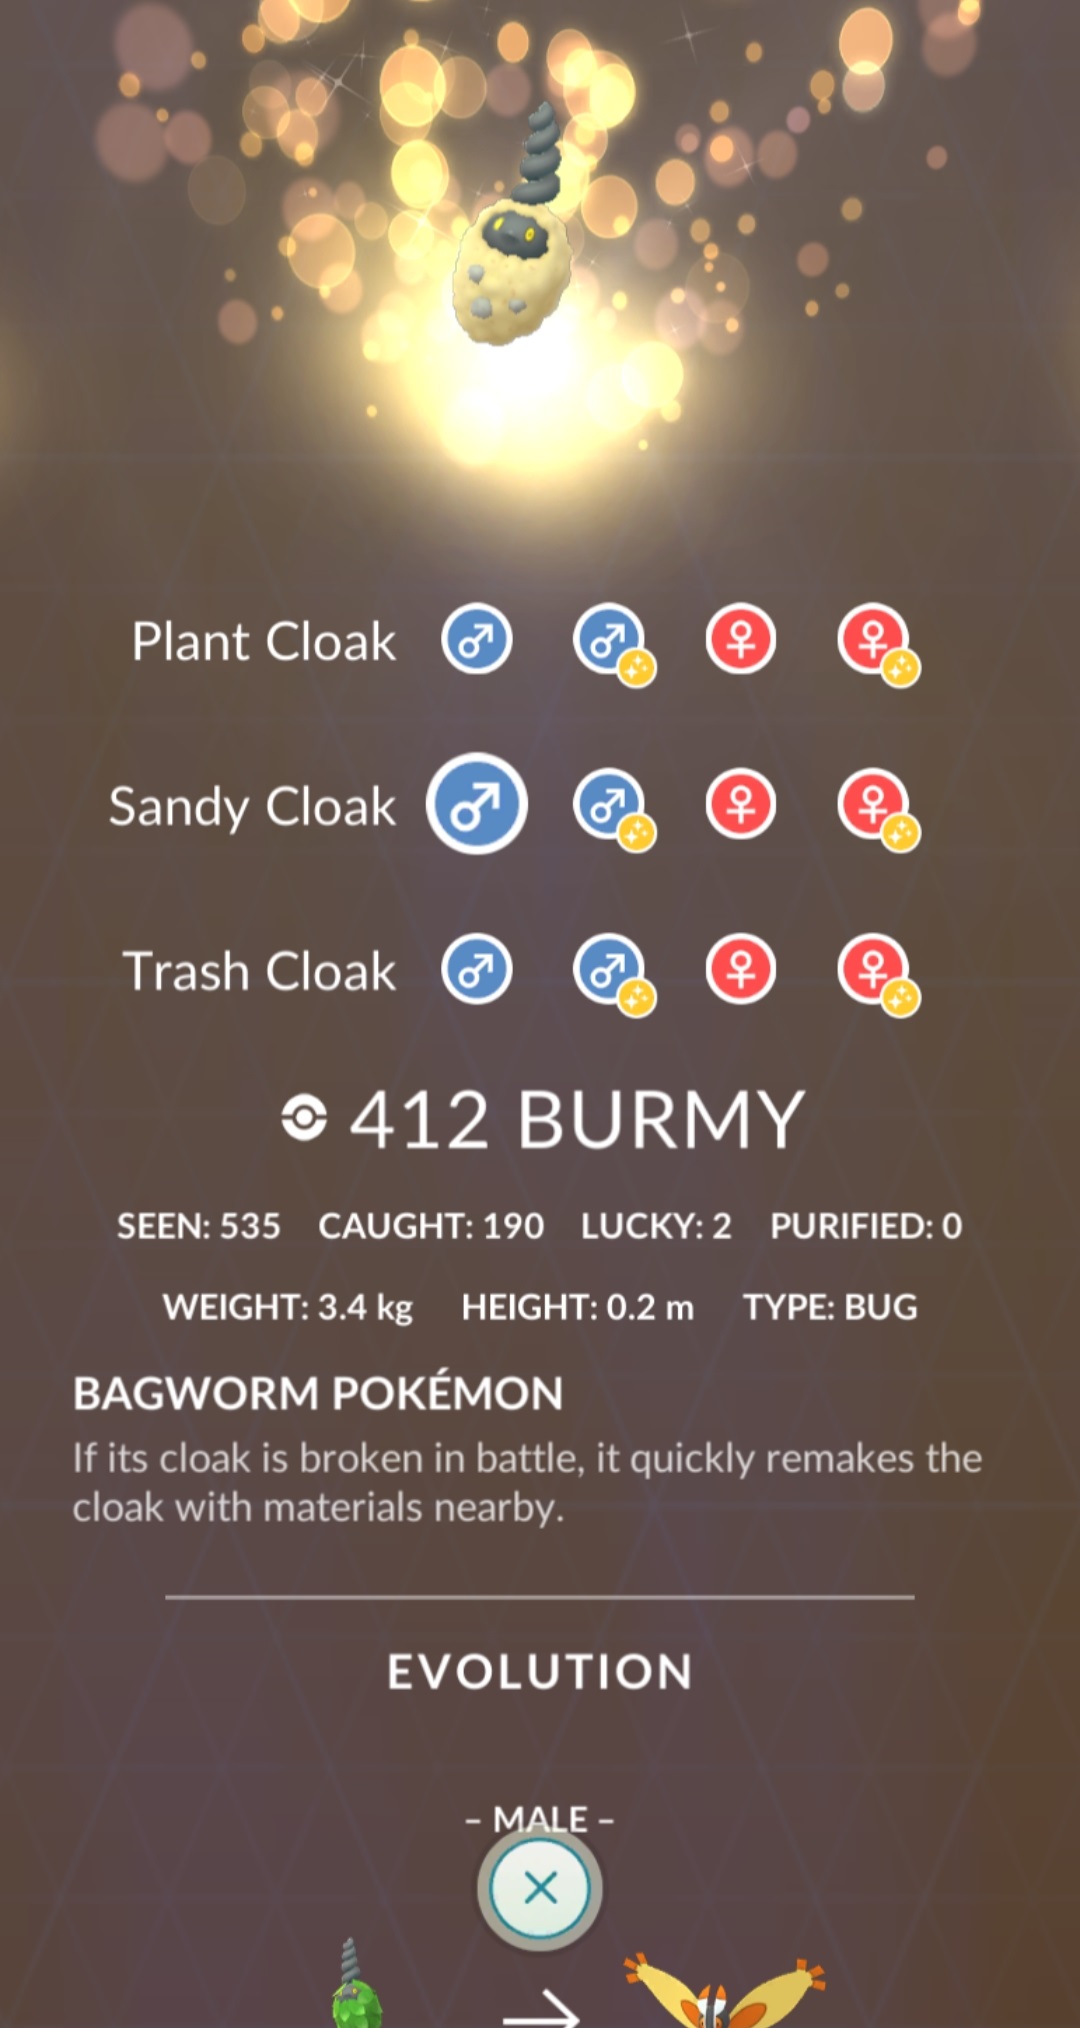 Plant Cloak
Sandy Cloak
Trash Cloak
412 BURMY
SEEN: 535 CAUGHT: 190 LUCKY: 2 PURIFIED: 0
WEIGHT: 3.4 kg HEIGHT: 0.2 m TYPE: BUG
BAGWORM POKÉMON
If its cloak is broken in battle, it quickly remakes the
cloak with materials nearby.
EVOLUTION
– MALE –